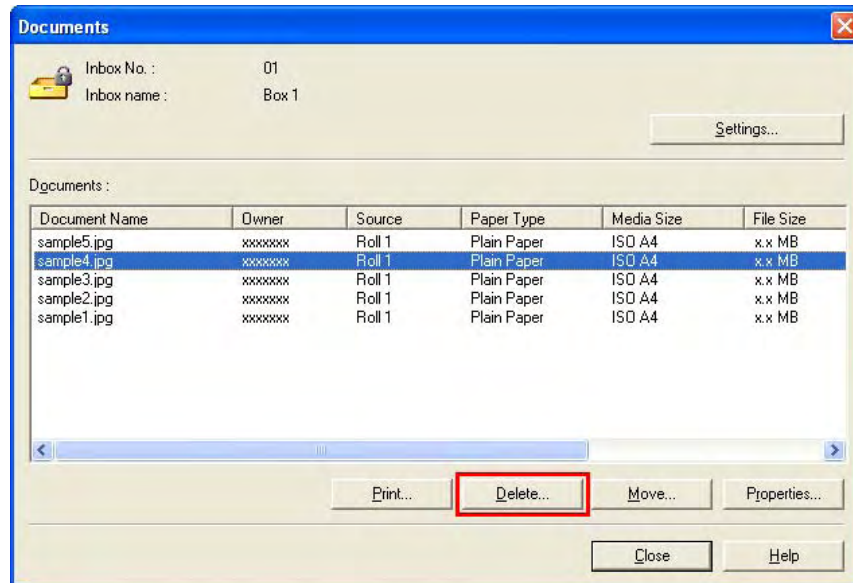 Documents
Inbox No. : 01
Inbox name : Box 1
Settings...
Documents :
Document Name Owner Source Paper Type Media Size File Size
sample5.jpg xxxxxxx Roll 1 Plain Paper ISO A4 x.x MB
sample4.jpg xxxxxxx Roll 1 Plain Paper ISO A4 x.x MB
sample3.jpg xxxxxxx Roll 1 Plain Paper ISO A4 x.x MB
sample2.jpg xxxxxxx Roll 1 Plain Paper ISO A4 x.x MB
sample1.jpg xxxxxxx Roll 1 Plain Paper ISO A4 x.x MB
Print... Delete... Move... Properties...
Close Help